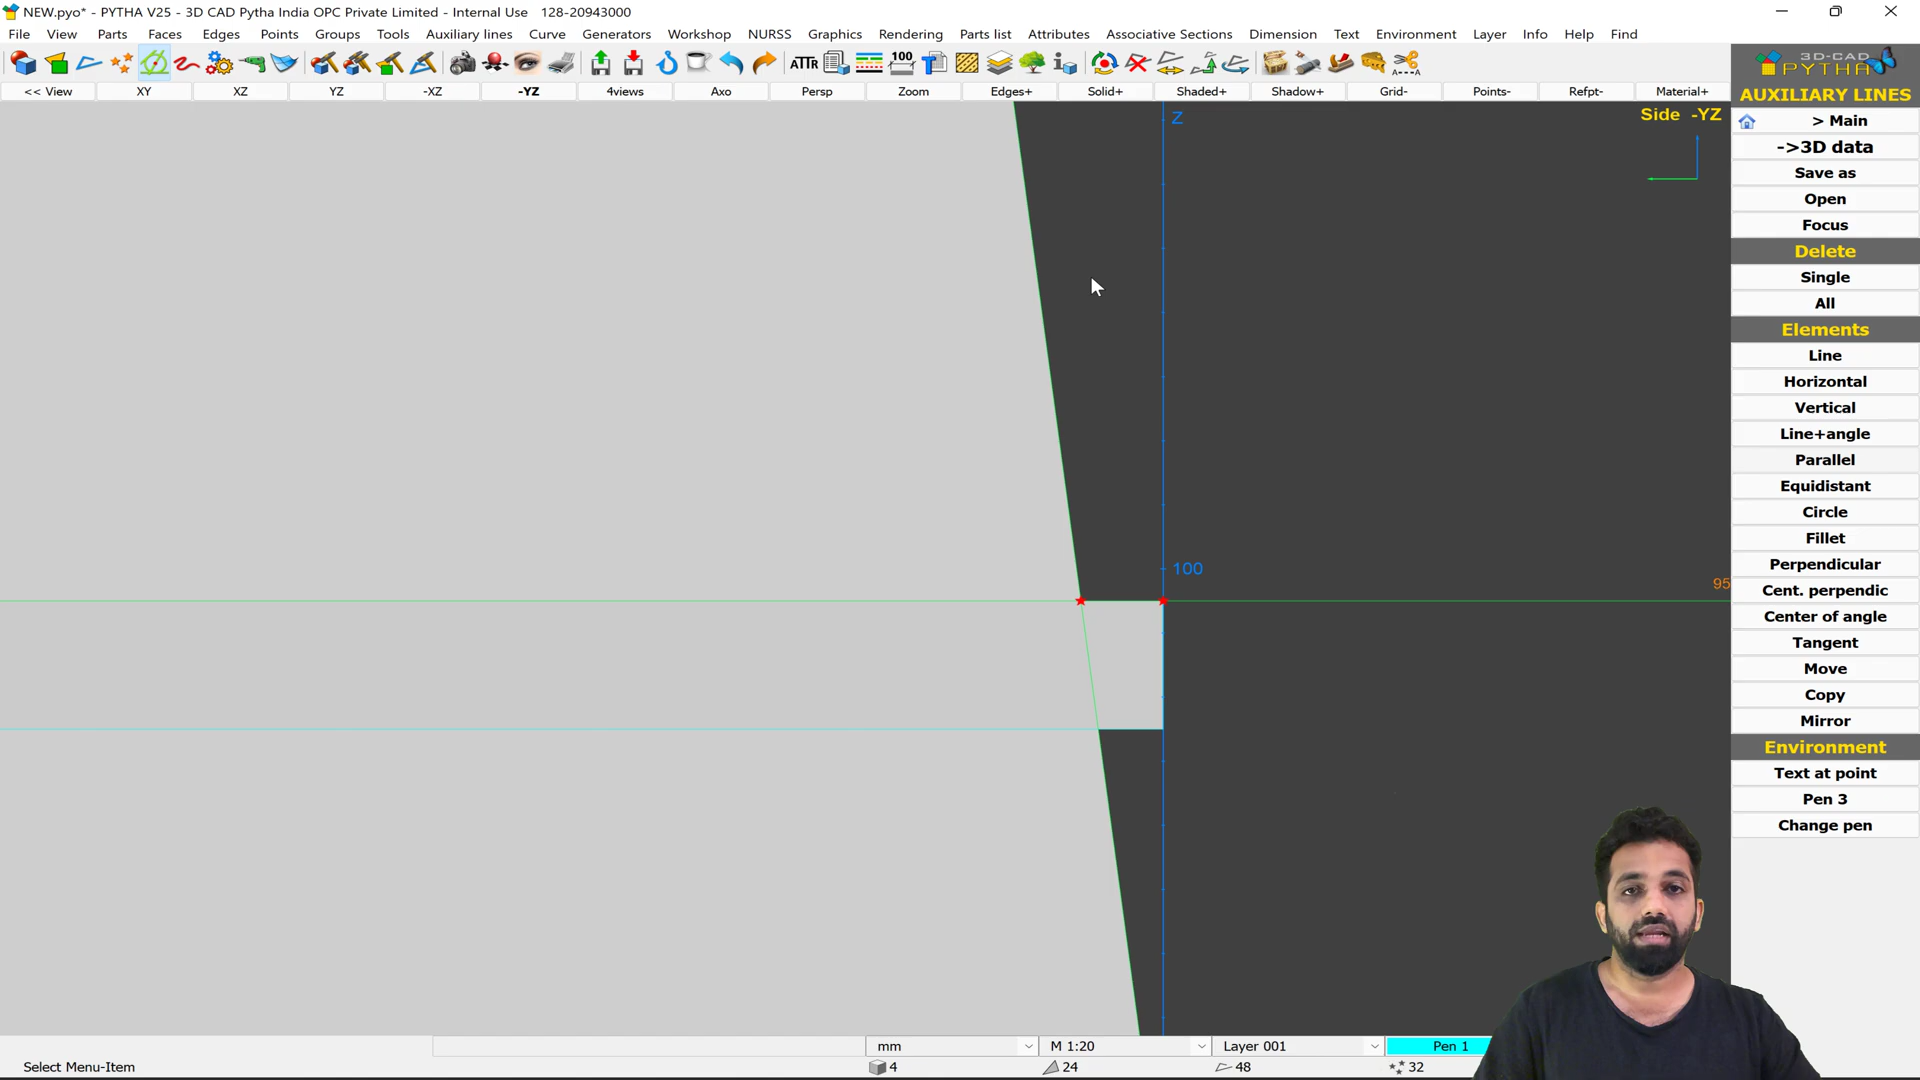 NEW.pyo* - PYTHA V25 - 3D CAD Pytha India OPC Private Limited - Internal Use 128-20943000
File View Parts Faces Edges Points Groups Tools Auxiliary lines Curve Generators Workshop NURSS Graphics Rendering Parts list Attributes Associative Sections Dimension Text Environment Layer Info Help Find
ATTR 100
<< View XY XZ YZ -XZ -YZ 4views Axo Persp Zoom Edges+ Solid+ Shaded+ Shadow+ Grid- Points- Refpt- Material+
3D-CAD
PYTHA
AUXILIARY LINES
> Main
->3D data
Save as
Open
Focus
Delete
Single
All
Elements
Line
Horizontal
Vertical
Line+angle
Parallel
Equidistant
Circle
Fillet
Perpendicular
Cent. perpendic
Center of angle
Tangent
Move
Copy
Mirror
Environment
Text at point
Pen 3
Change pen
Side -YZ
Z
100
95
mm M 1:20 Layer 001 Pen 1
Select Menu-Item 4 24 48 32